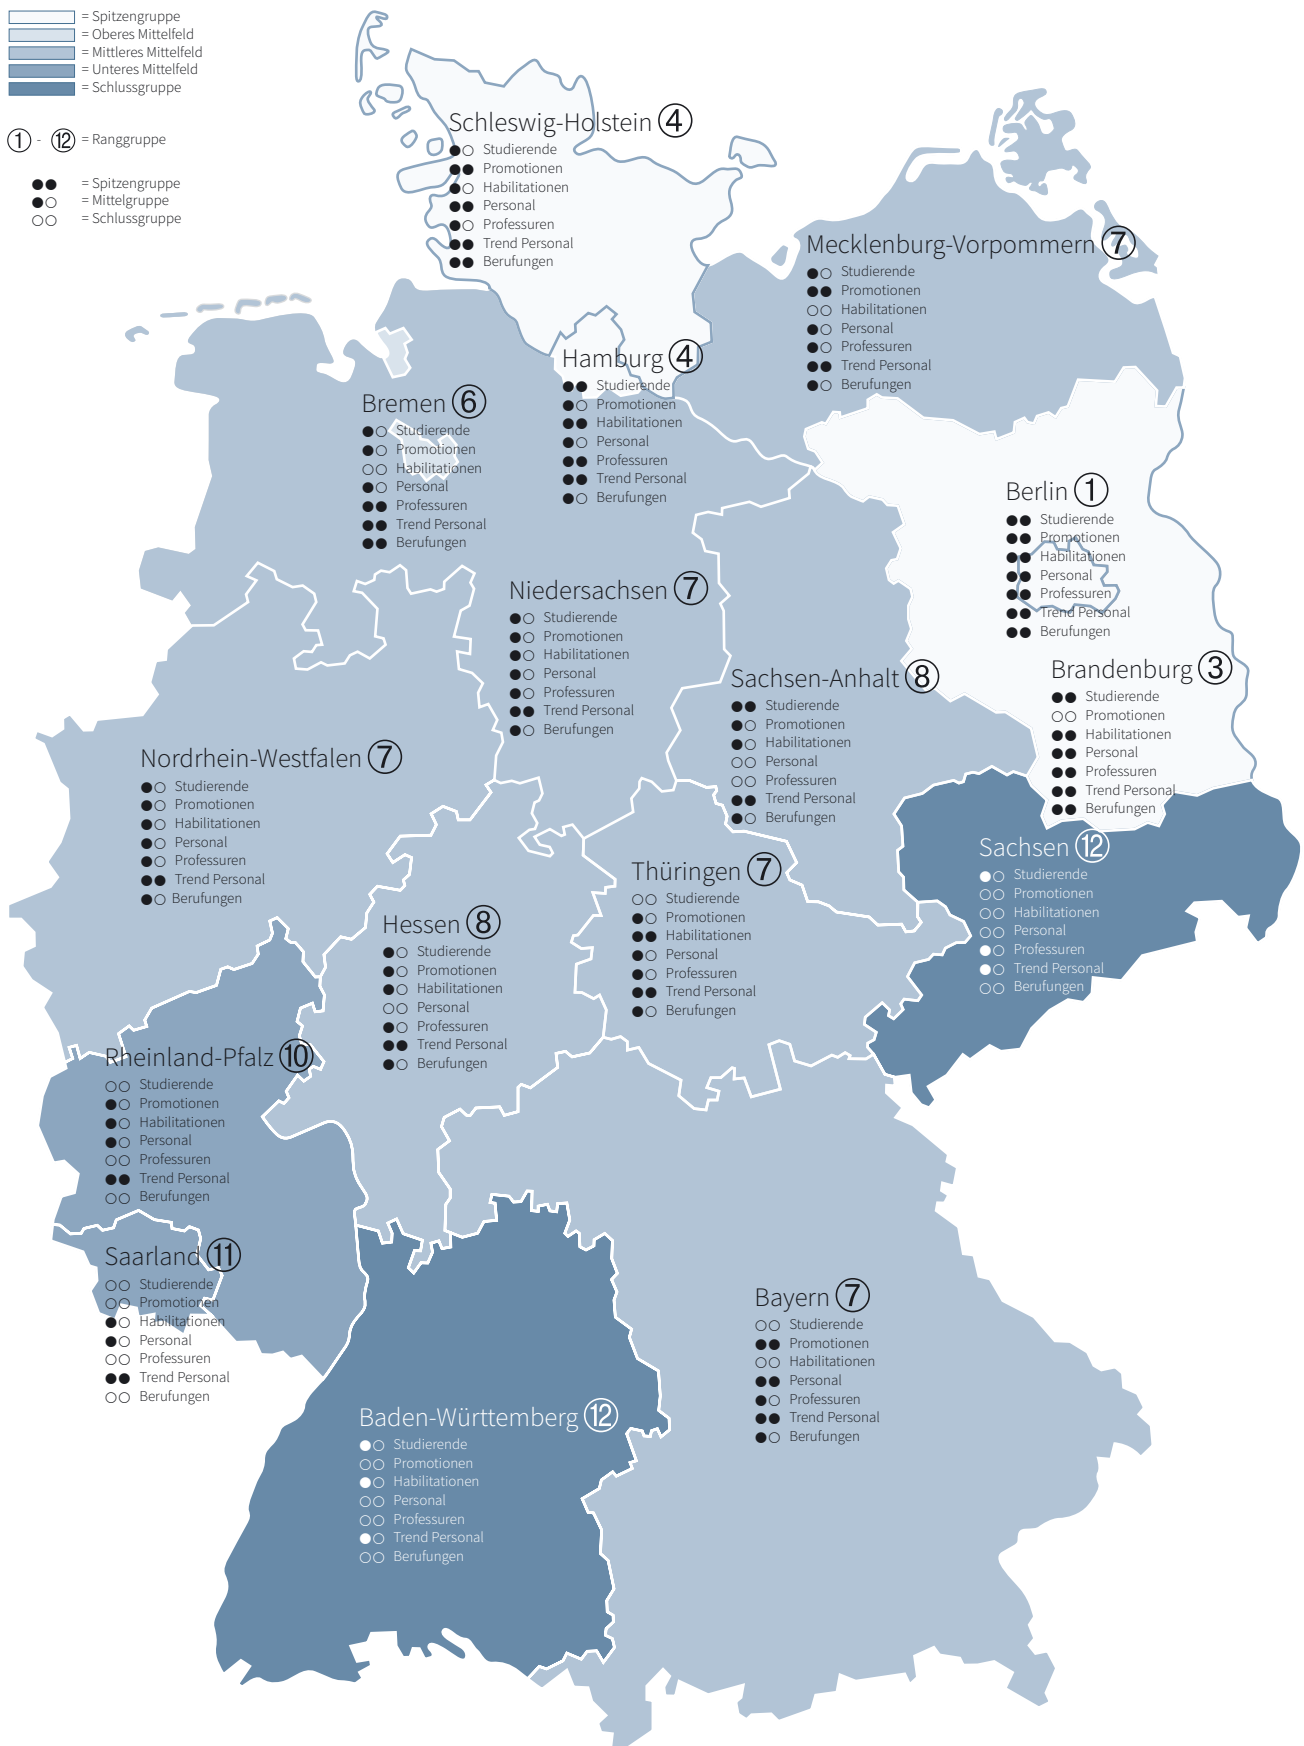 = Spitzengruppe
= Oberes Mittelfeld
= Mittleres Mittelfeld
= Unteres Mittelfeld
= Schlussgruppe
① - ⑫ = Ranggruppe
●● = Spitzengruppe
●○ = Mittelgruppe
○○ = Schlussgruppe
Schleswig-Holstein ④
●○ Studierende
●● Promotionen
●○ Habilitationen
●● Personal
●○ Professuren
●● Trend Personal
●● Berufungen
Mecklenburg-Vorpommern ⑦
●○ Studierende
●● Promotionen
○○ Habilitationen
●○ Personal
●○ Professuren
●● Trend Personal
●○ Berufungen
Hamburg ④
●● Studierende
●○ Promotionen
●● Habilitationen
●○ Personal
●● Professuren
●● Trend Personal
●○ Berufungen
Bremen ⑥
●○ Studierende
●○ Promotionen
○○ Habilitationen
●○ Personal
●● Professuren
●● Trend Personal
●● Berufungen
Berlin ①
●● Studierende
●● Promotionen
●● Habilitationen
●● Personal
●● Professuren
●● Trend Personal
●● Berufungen
Niedersachsen ⑦
●○ Studierende
●○ Promotionen
●○ Habilitationen
●○ Personal
●○ Professuren
●● Trend Personal
●○ Berufungen
Brandenburg ③
●● Studierende
○○ Promotionen
●● Habilitationen
●● Personal
●● Professuren
●● Trend Personal
●● Berufungen
Sachsen-Anhalt ⑧
●● Studierende
●○ Promotionen
●○ Habilitationen
○○ Personal
○○ Professuren
●● Trend Personal
●○ Berufungen
Nordrhein-Westfalen ⑦
●○ Studierende
●○ Promotionen
●○ Habilitationen
●○ Personal
●○ Professuren
●● Trend Personal
●○ Berufungen
Sachsen ⑫
●○ Studierende
○○ Promotionen
○○ Habilitationen
○○ Personal
●○ Professuren
●○ Trend Personal
○○ Berufungen
Thüringen ⑦
○○ Studierende
●○ Promotionen
●● Habilitationen
●○ Personal
●○ Professuren
●● Trend Personal
●○ Berufungen
Hessen ⑧
●○ Studierende
●○ Promotionen
●○ Habilitationen
○○ Personal
●○ Professuren
●● Trend Personal
●○ Berufungen
Rheinland-Pfalz ⑩
○○ Studierende
●○ Promotionen
●○ Habilitationen
●○ Personal
○○ Professuren
●● Trend Personal
○○ Berufungen
Saarland ⑪
○○ Studierende
○○ Promotionen
●○ Habilitationen
●○ Personal
○○ Professuren
●● Trend Personal
○○ Berufungen
Bayern ⑦
○○ Studierende
●● Promotionen
○○ Habilitationen
●● Personal
●○ Professuren
●● Trend Personal
●○ Berufungen
Baden-Württemberg ⑫
●○ Studierende
○○ Promotionen
●○ Habilitationen
○○ Personal
○○ Professuren
●○ Trend Personal
○○ Berufungen